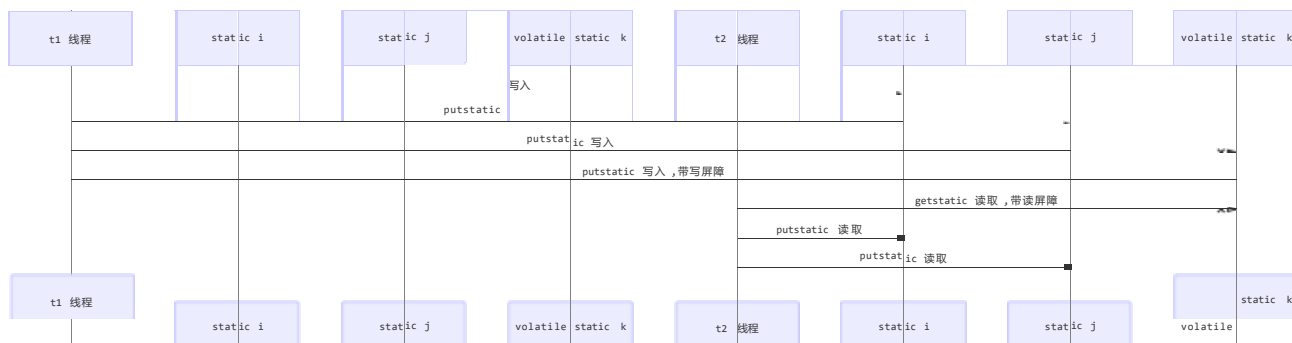 t1 线程
static i
static j
volatile static k
t2 线程
static i
static j
volatile static k
写入
putstatic
putstatic 写入
putstatic 写入 ,带写屏障
getstatic 读取 ,带读屏障
putstatic 读取
putstatic 读取
t1 线程
static i
static j
volatile static k
t2 线程
static i
static j
static k
volatile